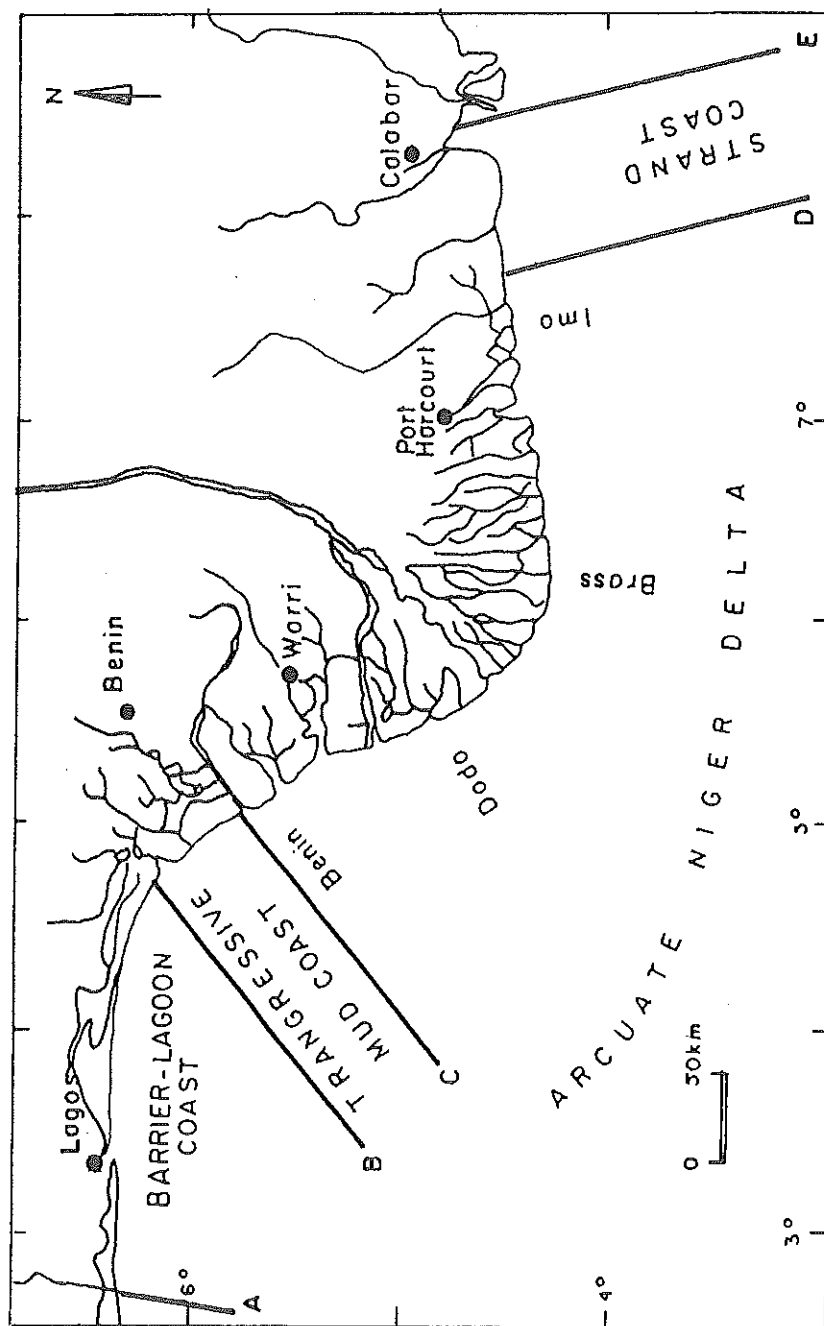 N
Lagos
Benin
Warri
Port
Harcourt
Calabar
BARRIER-LAGOON
COAST
TRANGRESSIVE
MUD COAST
Benin
Dodo
Brass
Imo
STRAND
COAST
A
B
C
D
E
ARCUATE NIGER DELTA
0 50km
6°
4°
3°
3°
7°